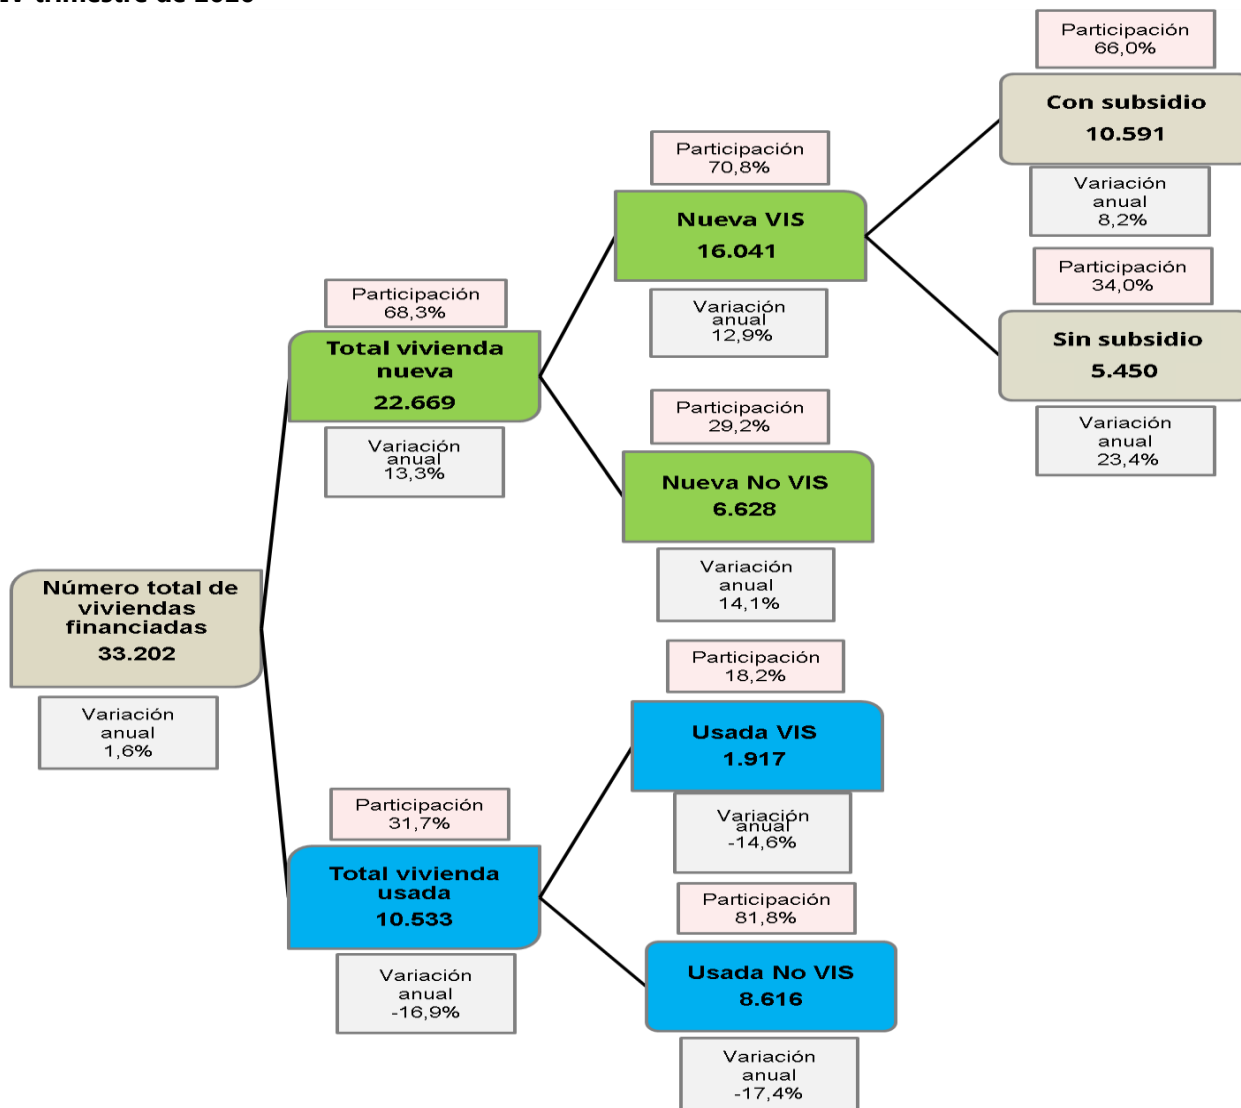 IV trimestre de 2020
Participación
66,0%
Con subsidio
10.591
Variación
anual
8,2%
Participación
70,8%
Nueva VIS
16.041
Variación
anual
12,9%
Participación
34,0%
Sin subsidio
5.450
Variación
anual
23,4%
Participación
68,3%
Total vivienda
nueva
22.669
Variación
anual
13,3%
Participación
29,2%
Nueva No VIS
6.628
Variación
anual
14,1%
Número total de
viviendas
financiadas
33.202
Variación
anual
1,6%
Participación
18,2%
Usada VIS
1.917
Variación
anual
-14,6%
Participación
31,7%
Total vivienda
usada
10.533
Variación
anual
-16,9%
Participación
81,8%
Usada No VIS
8.616
Variación
anual
-17,4%